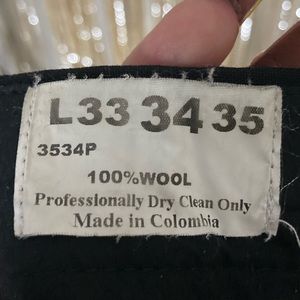 L33 34 35
3534P
100%WOOL
Professionally Dry Clean Only
Made in Colombia